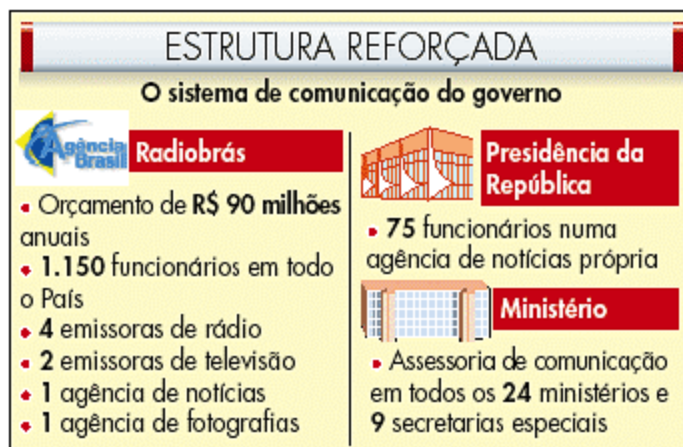 ESTRUTURA REFORÇADA
O sistema de comunicação do governo
Agência
Brasil
Radiobrás
• Orçamento de R$ 90 milhões
anuais
• 1.150 funcionários em todo
o País
• 4 emissoras de rádio
• 2 emissoras de televisão
• 1 agência de notícias
• 1 agência de fotografias
Presidência da
República
• 75 funcionários numa
agência de notícias própria
Ministério
• Assessoria de comunicação
em todos os 24 ministérios e
9 secretarias especiais